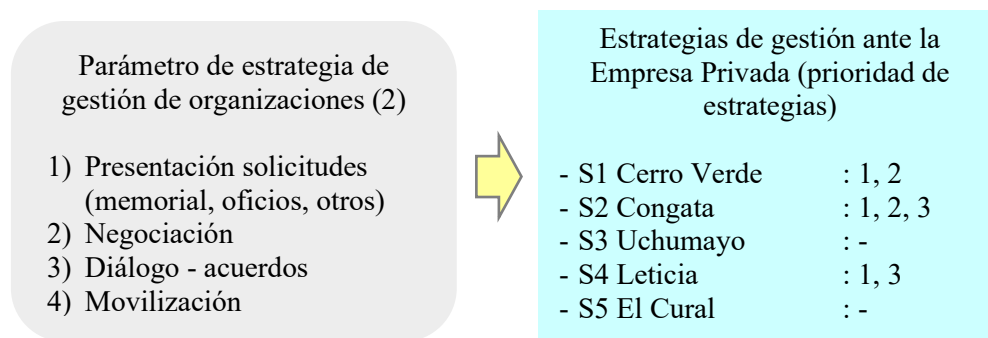 Parámetro de estrategia de
gestión de organizaciones (2)
1) Presentación solicitudes
(memorial, oficios, otros)
2) Negociación
3) Diálogo - acuerdos
4) Movilización
Estrategias de gestión ante la
Empresa Privada (prioridad de
estrategias)
- S1 Cerro Verde : 1, 2
- S2 Congata : 1, 2, 3
- S3 Uchumayo : -
- S4 Leticia : 1, 3
- S5 El Cural : -